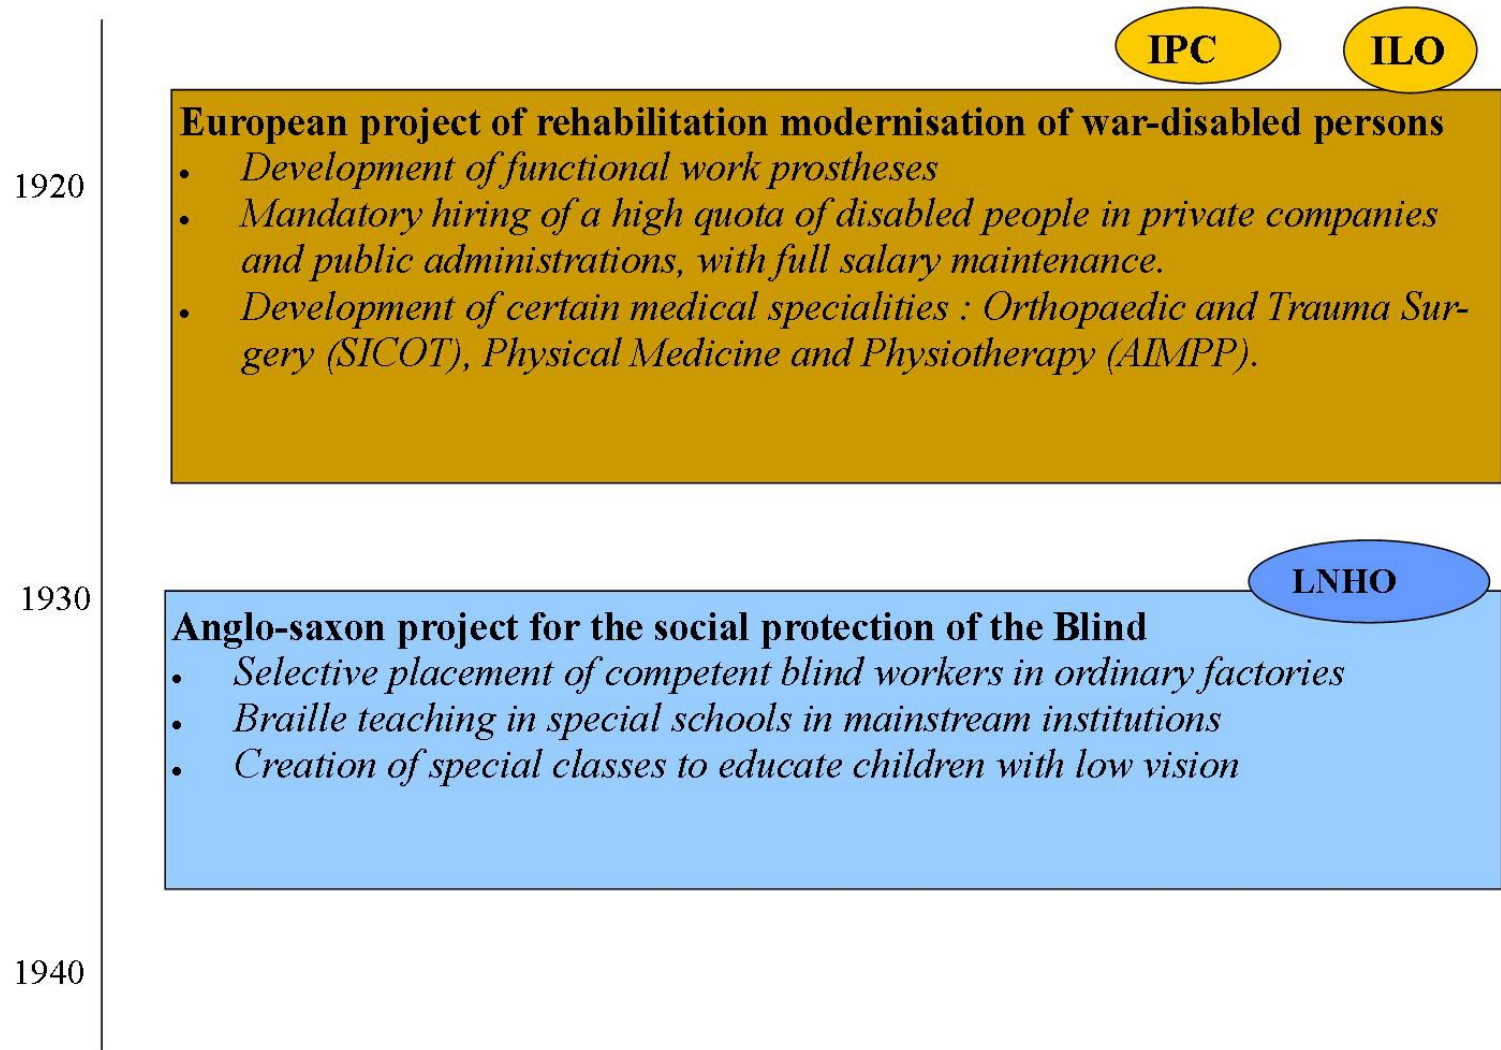 IPC
ILO
European project of rehabilitation modernisation of war-disabled persons
• Development of functional work prostheses
1920
• Mandatory hiring of a high quota of disabled people in private companies
and public administrations, with full salary maintenance.
• Development of certain medical specialities : Orthopaedic and Trauma Sur-
gery (SICOT), Physical Medicine and Physiotherapy (AIMPP).
LNHO
1930
Anglo-saxon project for the social protection of the Blind
• Selective placement of competent blind workers in ordinary factories
• Braille teaching in special schools in mainstream institutions
• Creation of special classes to educate children with low vision
1940